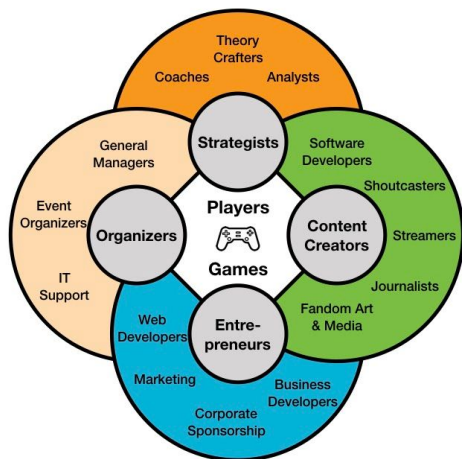 Theory
Crafters
Coaches
Analysts
Strategists
General
Managers
Software
Developers
Shoutcasters
Event
Organizers
Organizers
Players
Games
Content
Creators
Streamers
IT
Support
Journalists
Fandom Art
& Media
Web
Developers
Entre-
preneurs
Marketing
Business
Developers
Corporate
Sponsorship